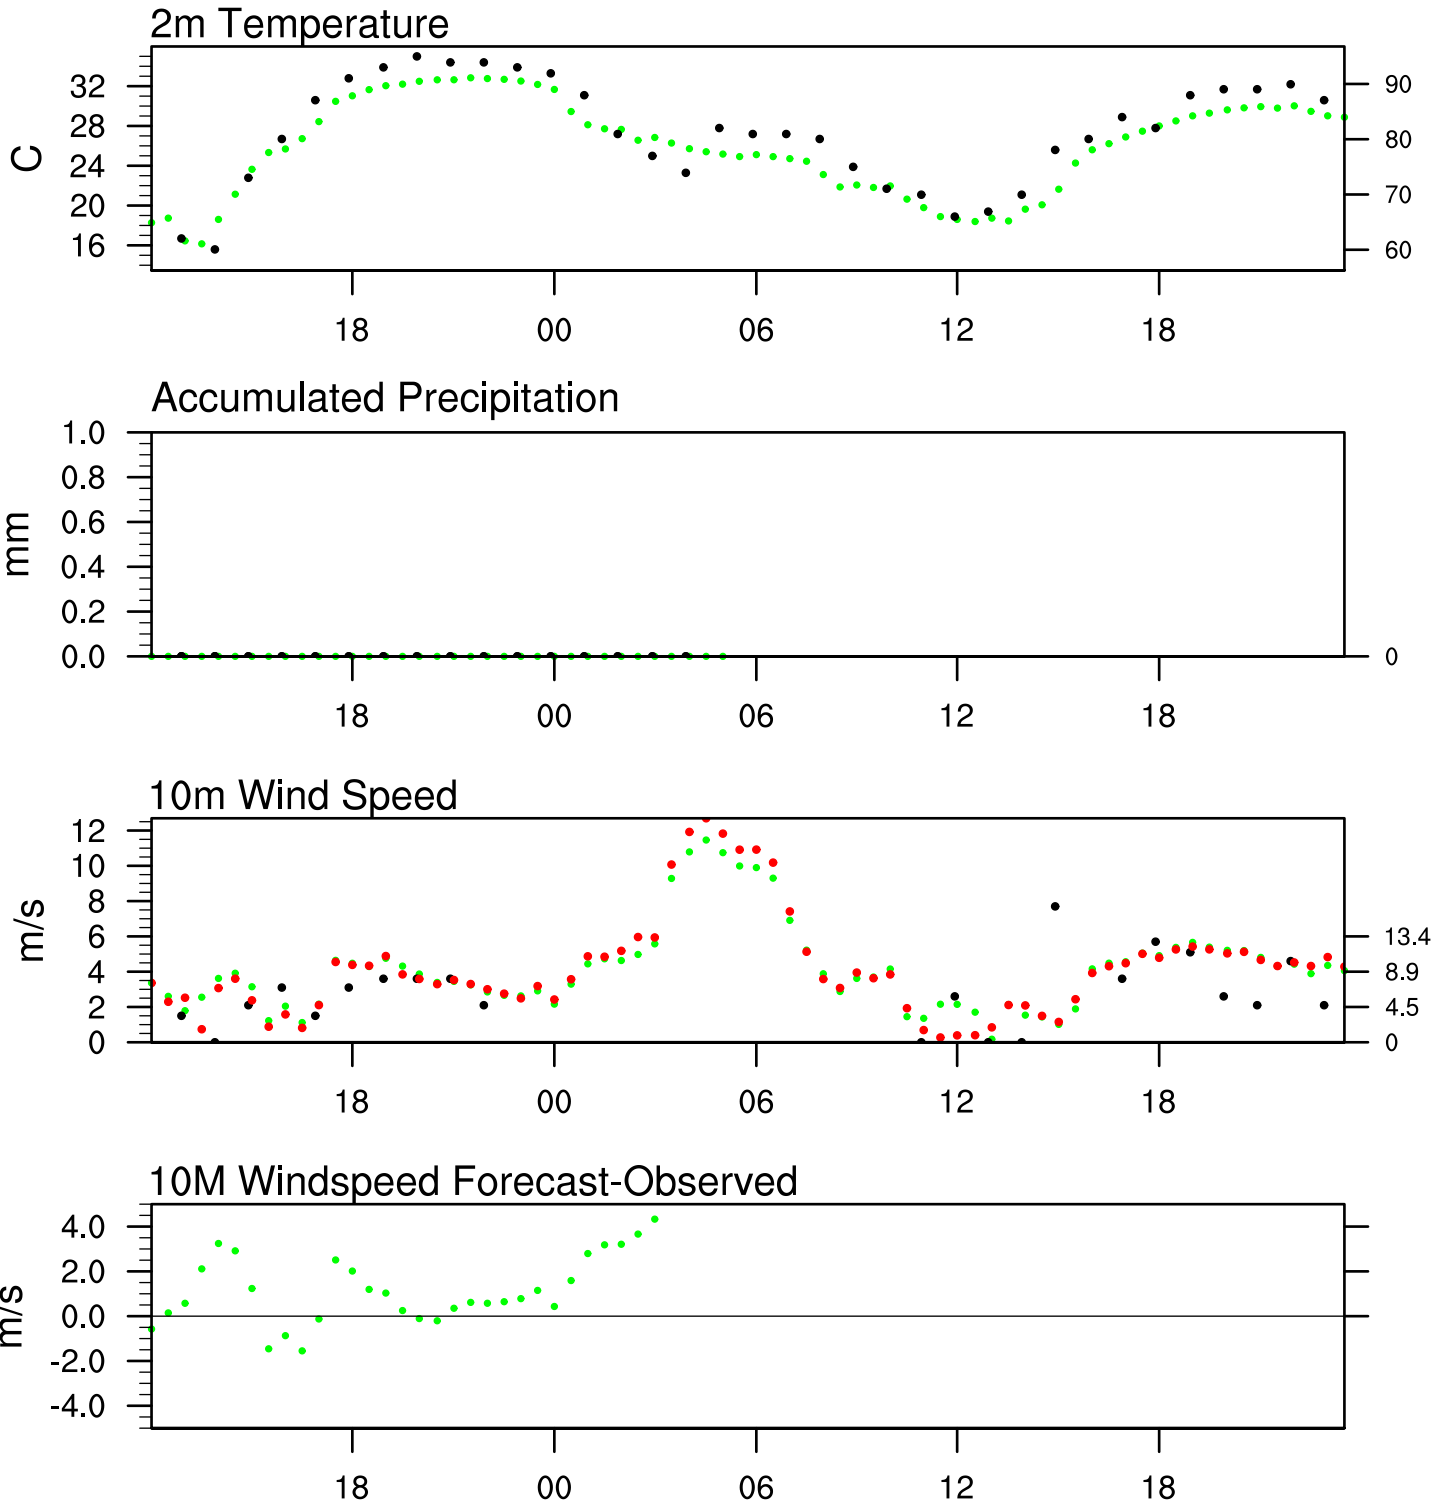 2m Temperature
C
32
28
24
20
16
90
80
70
60
18 00 06 12 18
Accumulated Precipitation
mm
1.0
0.8
0.6
0.4
0.2
0.0
0
18 00 06 12 18
10m Wind Speed
m/s
12
10
8
6
4
2
0
13.4
8.9
4.5
0
18 00 06 12 18
10M Windspeed Forecast-Observed
m/s
4.0
2.0
0.0
-2.0
-4.0
18 00 06 12 18